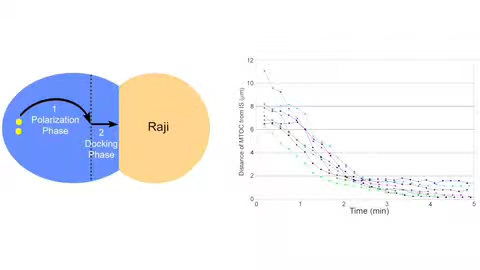 1
Polarization
Phase
2
Docking
Phase
Raji
Distance of MTOC from IS (μm)
12
10
8
6
4
2
0
0
1
2
3
4
5
Time (min)